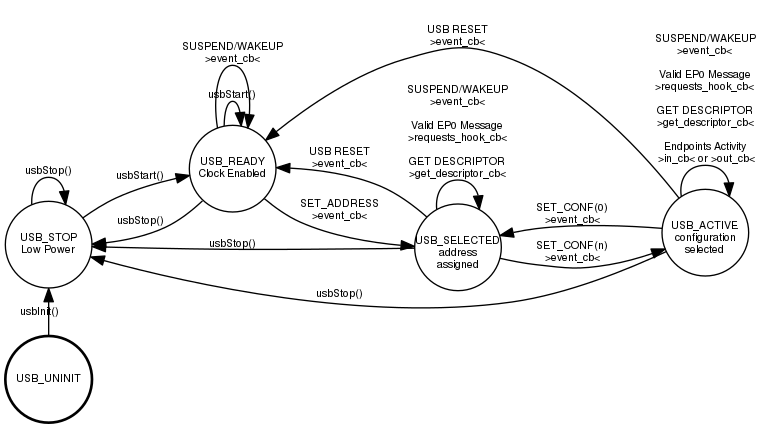 USB RESET
>event_cb<
SUSPEND/WAKEUP
>event_cb<
Valid EP0 Message
>requests_hook_cb<
GET DESCRIPTOR
>get_descriptor_cb<
Endpoints Activity
>in_cb< or >out_cb<
SUSPEND/WAKEUP
>event_cb<
usbStart()
SUSPEND/WAKEUP
>event_cb<
Valid EP0 Message
>requests_hook_cb<
GET DESCRIPTOR
>get_descriptor_cb<
USB RESET
>event_cb<
USB_READY
Clock Enabled
usbStop()
usbStart()
SET_ADDRESS
>event_cb<
usbStop()
SET_CONF(0)
>event_cb<
USB_ACTIVE
configuration
selected
USB_STOP
Low Power
usbStop()
USB_SELECTED
address
assigned
SET_CONF(n)
>event_cb<
usbStop()
usbInit()
USB_UNINIT